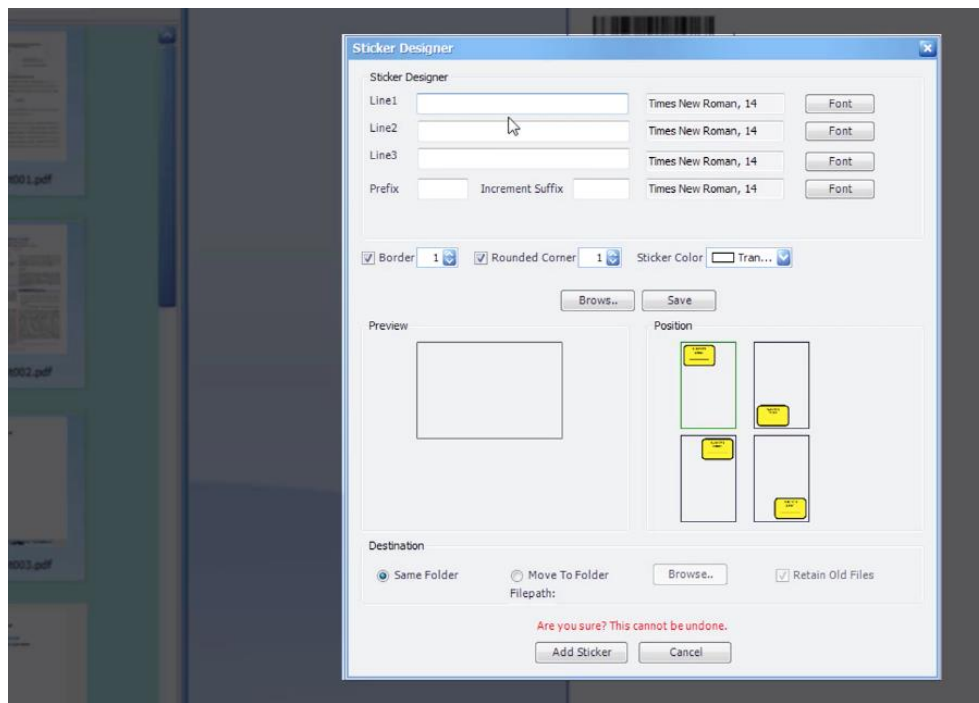 Sticker Designer
Sticker Designer
Line1 Times New Roman, 14 Font
Line2 Times New Roman, 14 Font
Line3 Times New Roman, 14 Font
Prefix Increment Suffix Times New Roman, 14 Font
Border 1 Rounded Corner 1 Sticker Color Tran...
Brows.. Save
Preview Position
Destination
Same Folder Move To Folder Browse.. Retain Old Files
Filepath:
Are you sure? This cannot be undone.
Add Sticker Cancel
001.pdf
002.pdf
003.pdf